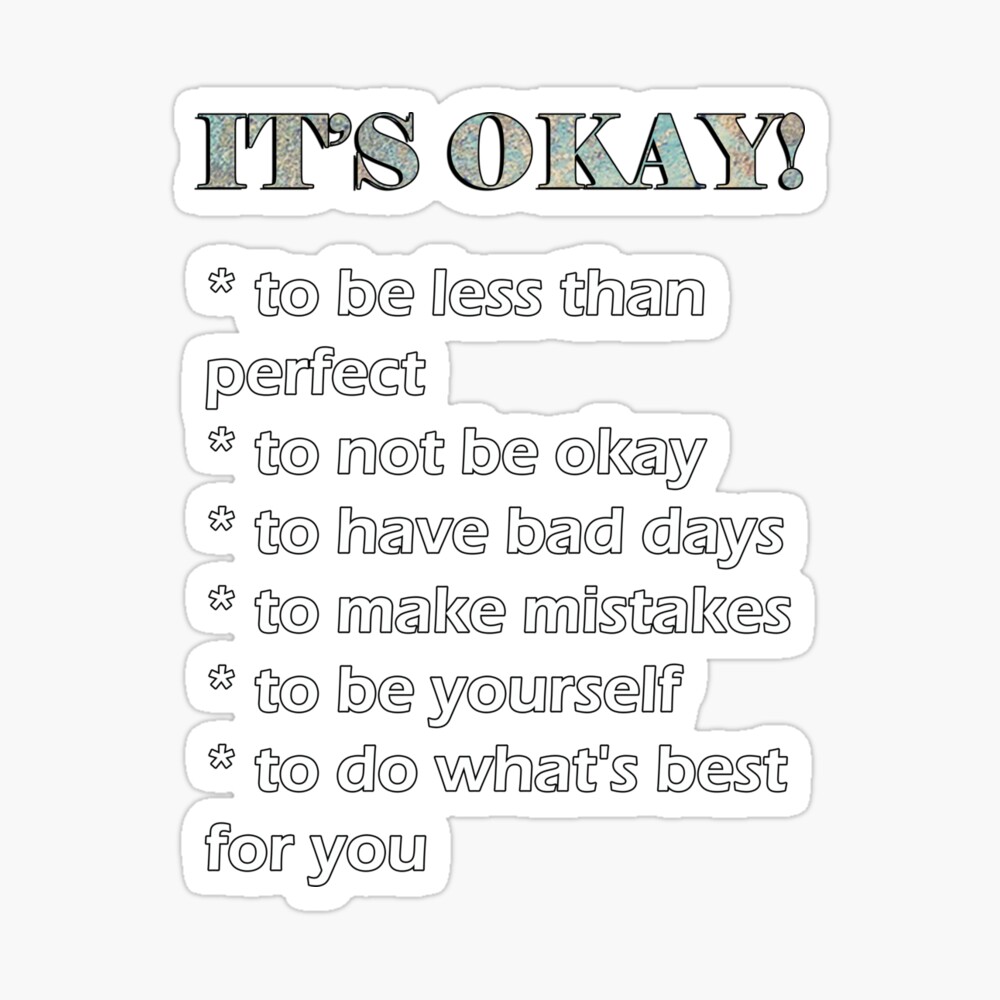 IT’S OKAY!
* to be less than
perfect
* to not be okay
* to have bad days
* to make mistakes
* to be yourself
* to do what's best
for you